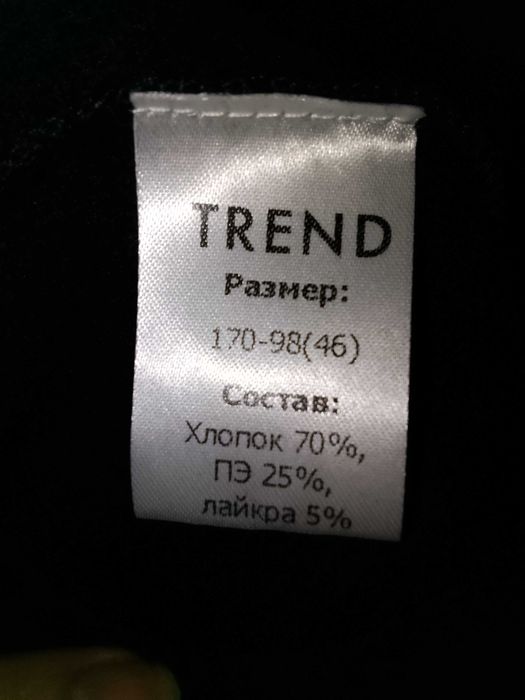 TREND
Размер:
170-98(46)
Состав:
Хлопок 70%,
ПЭ 25%,
лайкра 5%